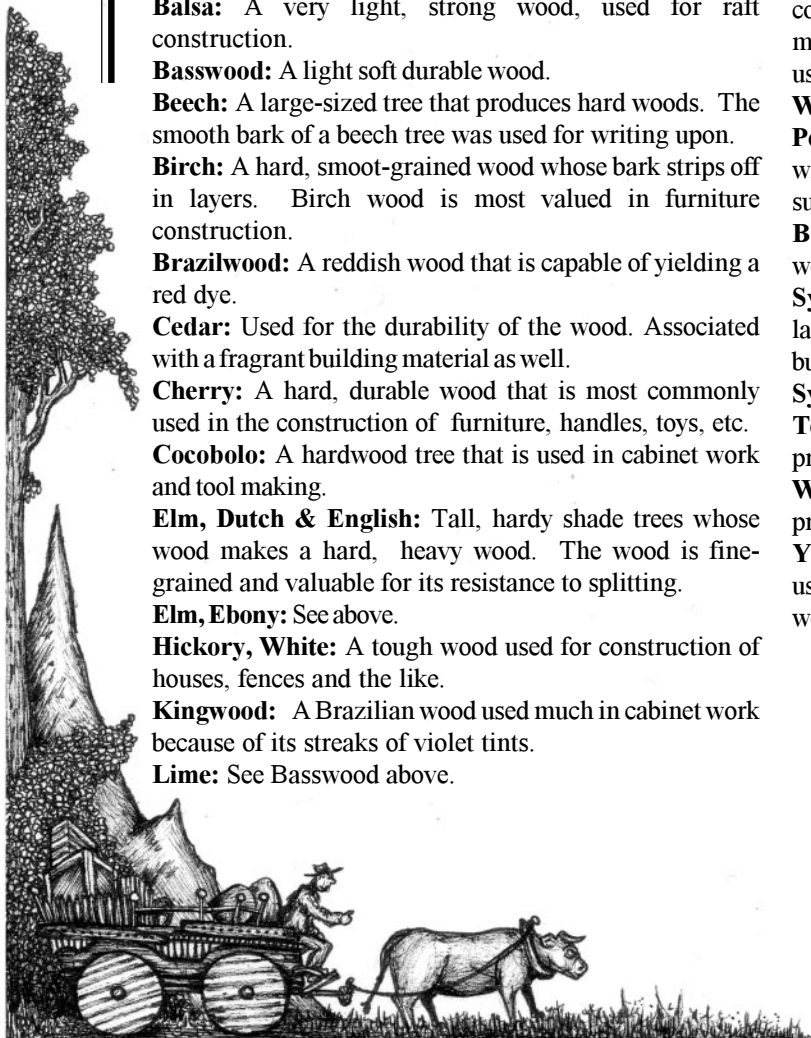 Balsa: A very light, strong wood, used for raft
construction.
Basswood: A light soft durable wood.
Beech: A large-sized tree that produces hard woods. The
smooth bark of a beech tree was used for writing upon.
Birch: A hard, smoot-grained wood whose bark strips off
in layers. Birch wood is most valued in furniture
construction.
Brazilwood: A reddish wood that is capable of yielding a
red dye.
Cedar: Used for the durability of the wood. Associated
with a fragrant building material as well.
Cherry: A hard, durable wood that is most commonly
used in the construction of furniture, handles, toys, etc.
Cocobolo: A hardwood tree that is used in cabinet work
and tool making.
Elm, Dutch & English: Tall, hardy shade trees whose
wood makes a hard, heavy wood. The wood is fine-
grained and valuable for its resistance to splitting.
Elm, Ebony: See above.
Hickory, White: A tough wood used for construction of
houses, fences and the like.
Kingwood: A Brazilian wood used much in cabinet work
because of its streaks of violet tints.
Lime: See Basswood above.